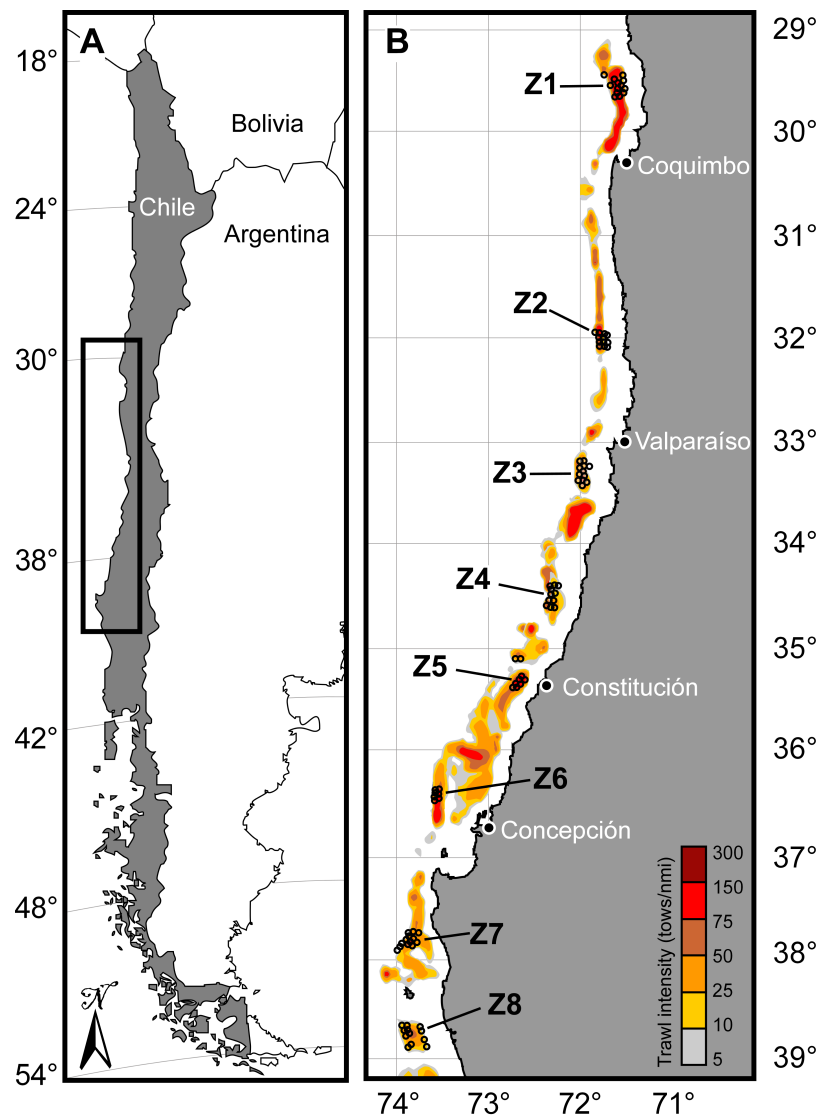 A
18°
Bolivia
24°
Chile
Argentina
30°
38°
42°
48°
54°
N
B
29°
Z1
30°
Coquimbo
31°
Z2
32°
33°
Valparaíso
Z3
34°
Z4
35°
Z5
Constitución
36°
Z6
Concepción
37°
Z7
38°
Z8
39°
Trawl intensity (tows/nmi)
300
150
75
50
25
10
5
74°
73°
72°
71°